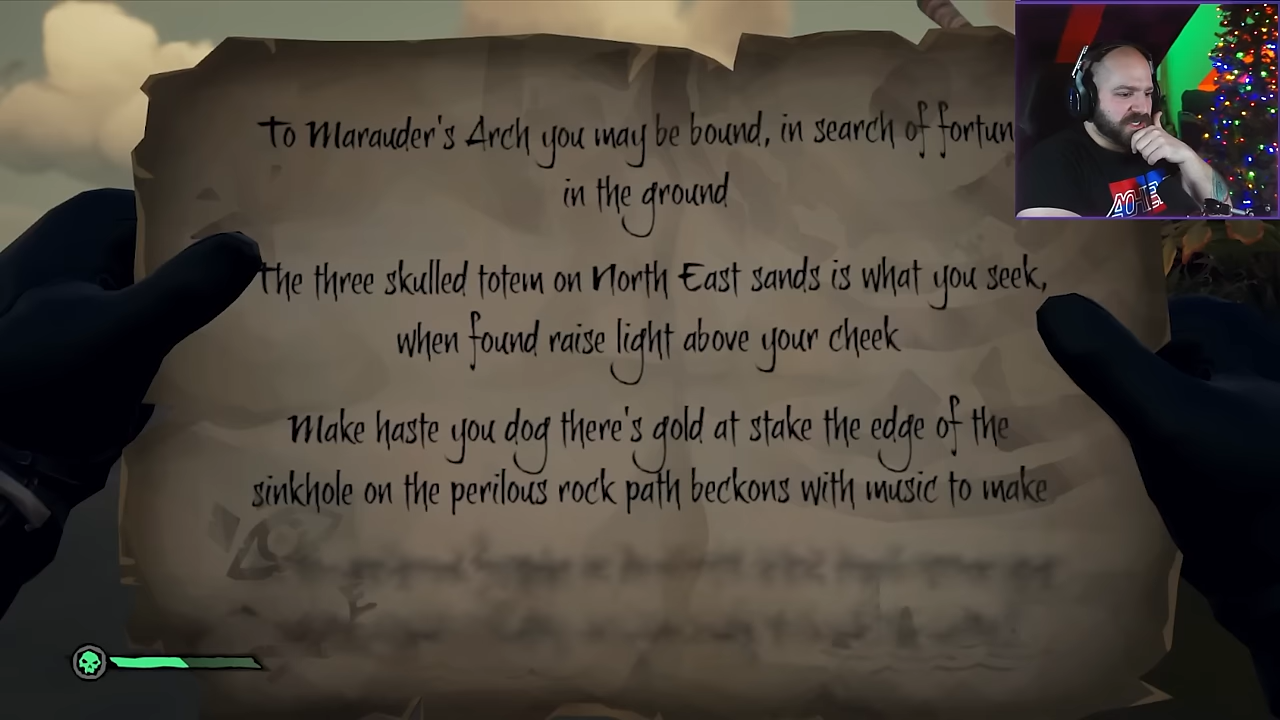 To Marauder's Arch you may be bound, in search of fortun
in the ground
The three skulled totem on North East sands is what you seek,
when found raise light above your cheek
Make haste you dog there's gold at stake the edge of the
sinkhole on the perilous rock path beckons with music to make